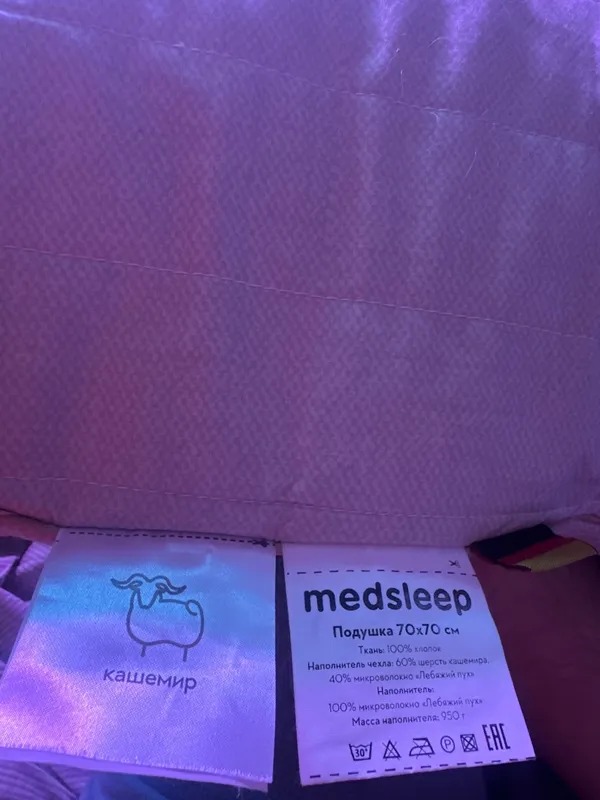 кашемир
medsleep
Подушка 70х70 см
Ткань: 100% хлопок
Наполнитель чехла: 60% шерсть кашемира,
40% микроволокно «Лебяжий пух»
Наполнитель:
100% микроволокно «Лебяжий пух»
Масса наполнителя: 950 г
30° P EAC